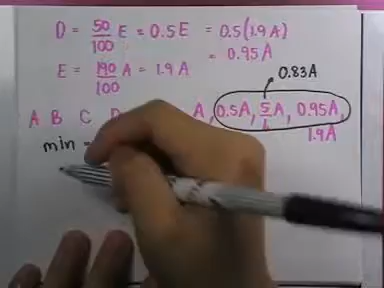 D = 50/100 E = 0.5E = 0.5(1.9A)
= 0.95A
E = 190/100 A = 1.9A
0.83A
A B C D A, 0.5A, 5 A, 0.95A,
1.9A
min =